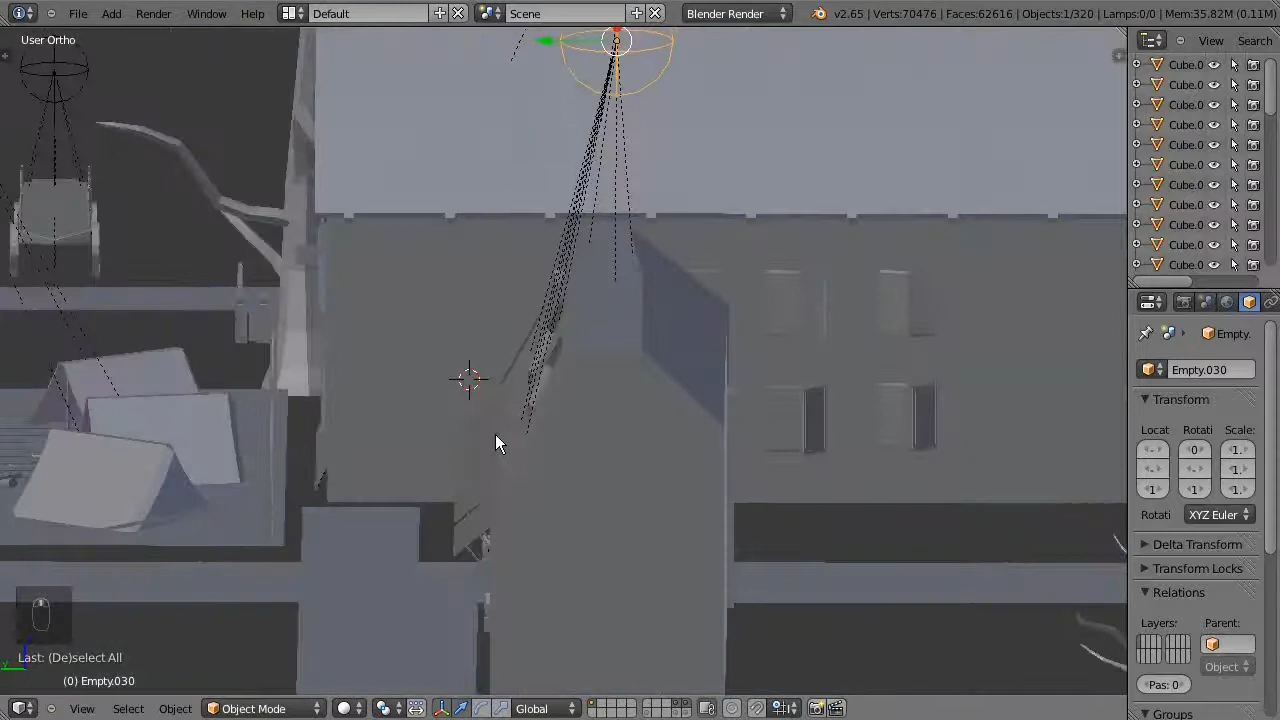 File Add Render Window Help Default Scene Blender Render v2.65 | Verts:70476 | Faces:62616 | Objects:1/320 | Lamps:0/0 | Mem:35.82M (0.11M)
User Ortho
View Search
Cube.0
Cube.0
Cube.0
Cube.0
Cube.0
Cube.0
Cube.0
Cube.0
Cube.0
Cube.0
Cube.0
Empty.
Empty.030
Transform
Locat Rotati Scale:
- 0 1.
- - 1.
1 1 1.
Rotati XYZ Euler
Delta Transform
Transform Locks
Relations
Layers: Parent:
Object
Pas: 0
Groups
y
Last: (De)select All
(0) Empty.030
View Select Object Object Mode Global